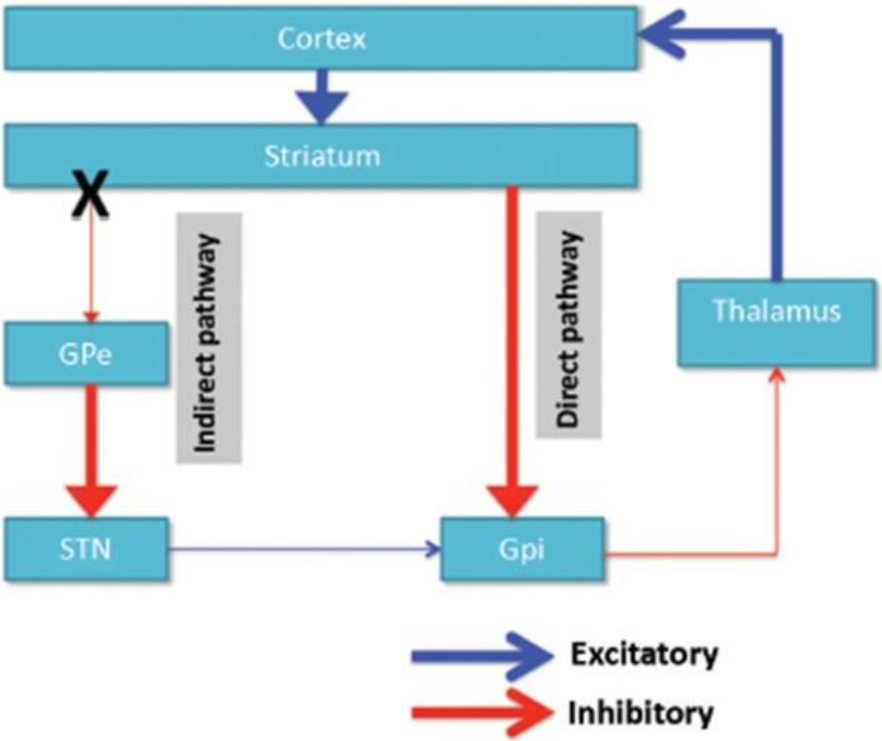 Cortex
Striatum
X
Indirect pathway
Direct pathway
Thalamus
GPe
STN
Gpi
Excitatory
Inhibitory